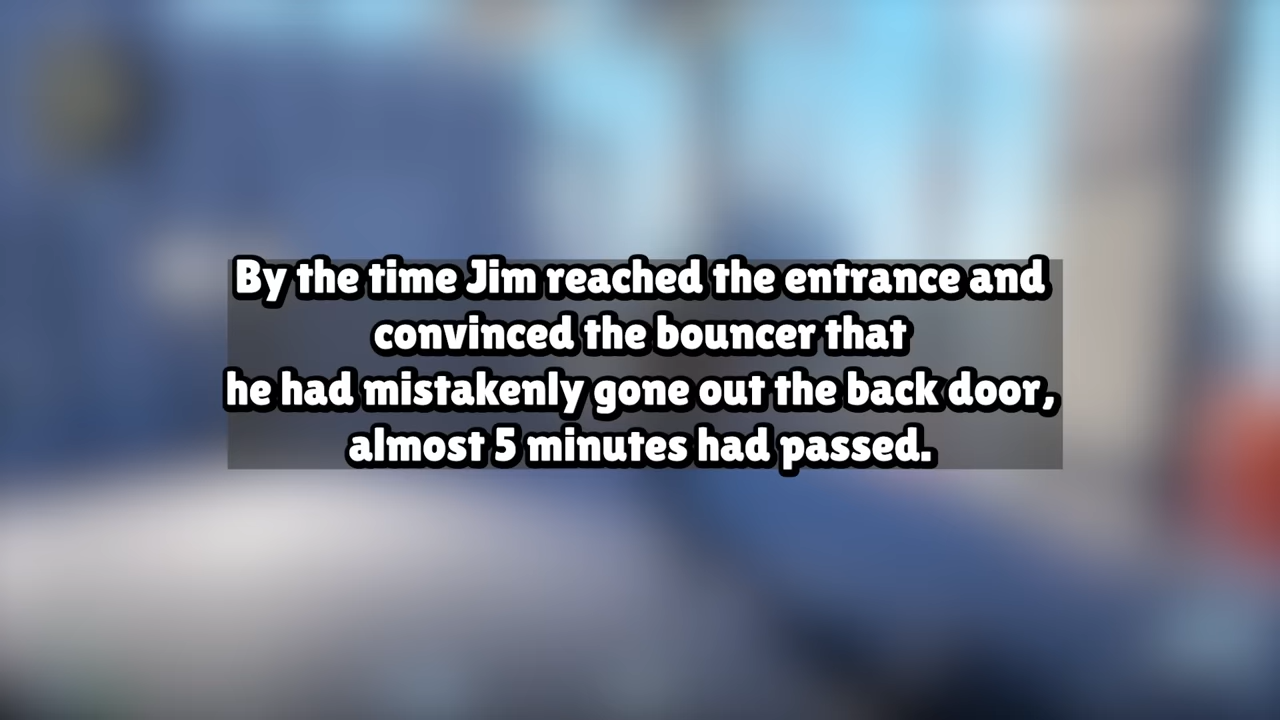 By the time Jim reached the entrance and
convinced the bouncer that
he had mistakenly gone out the back door,
almost 5 minutes had passed.